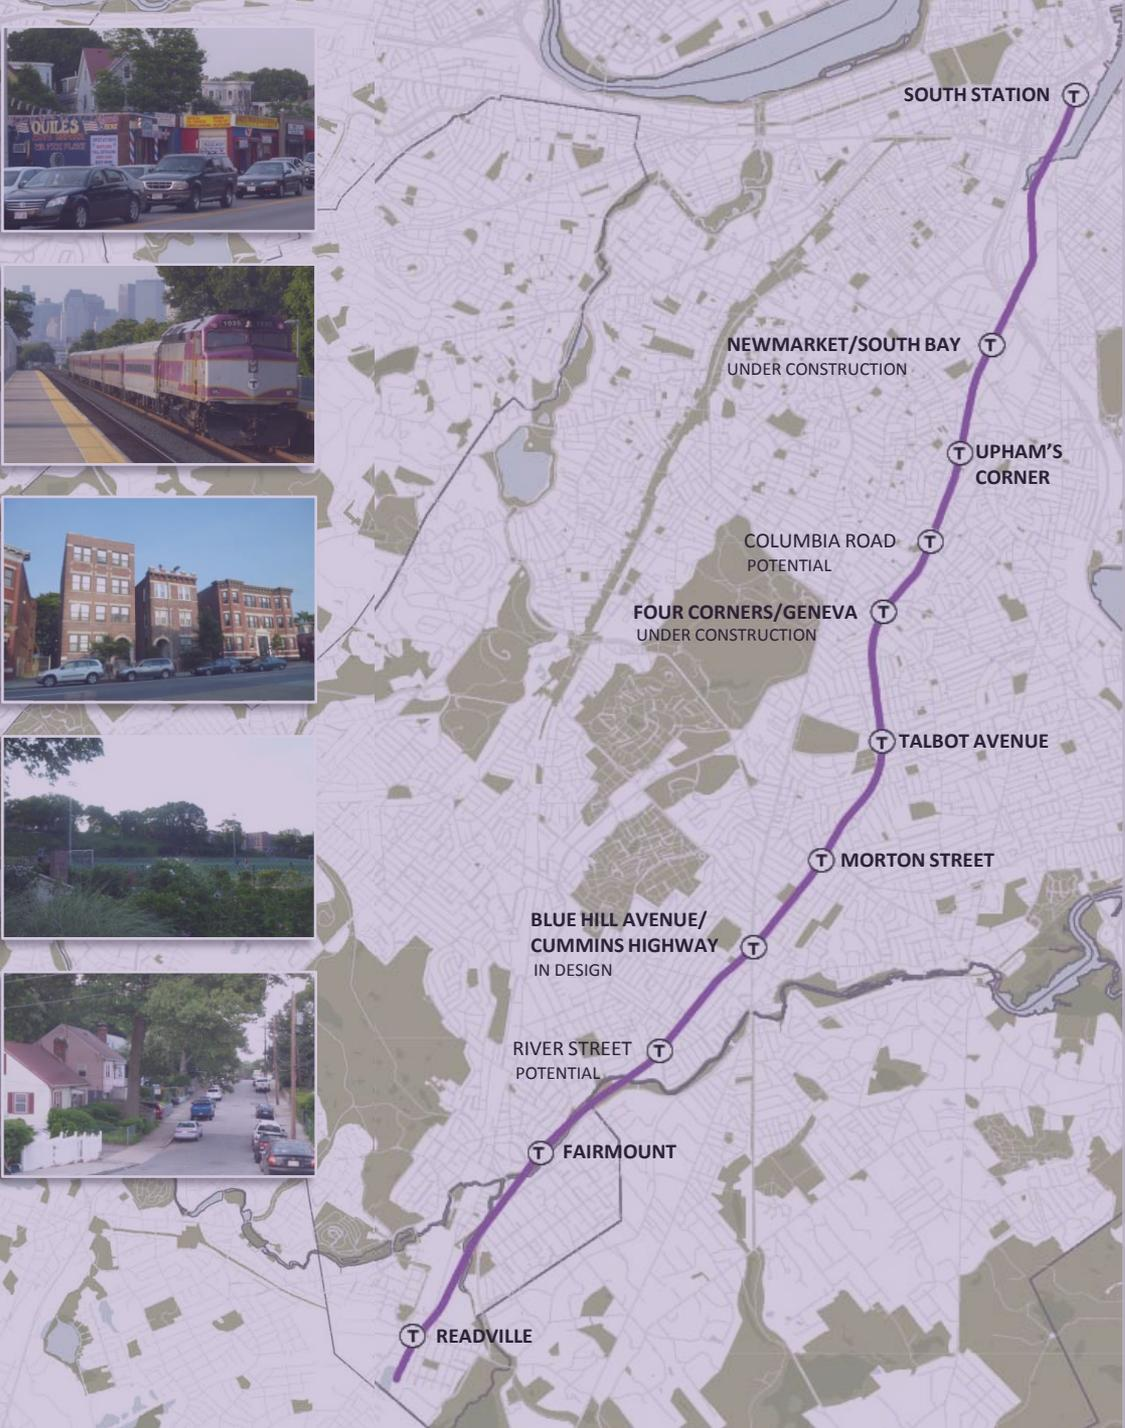 QUILES
1035
SOUTH STATION
T
NEWMARKET/SOUTH BAY
T
UNDER CONSTRUCTION
T
UPHAM'S
CORNER
COLUMBIA ROAD
T
POTENTIAL
FOUR CORNERS/GENEVA
T
UNDER CONSTRUCTION
T
TALBOT AVENUE
T
MORTON STREET
BLUE HILL AVENUE/
CUMMINS HIGHWAY
T
IN DESIGN
RIVER STREET
T
POTENTIAL
T
FAIRMOUNT
T
READVILLE